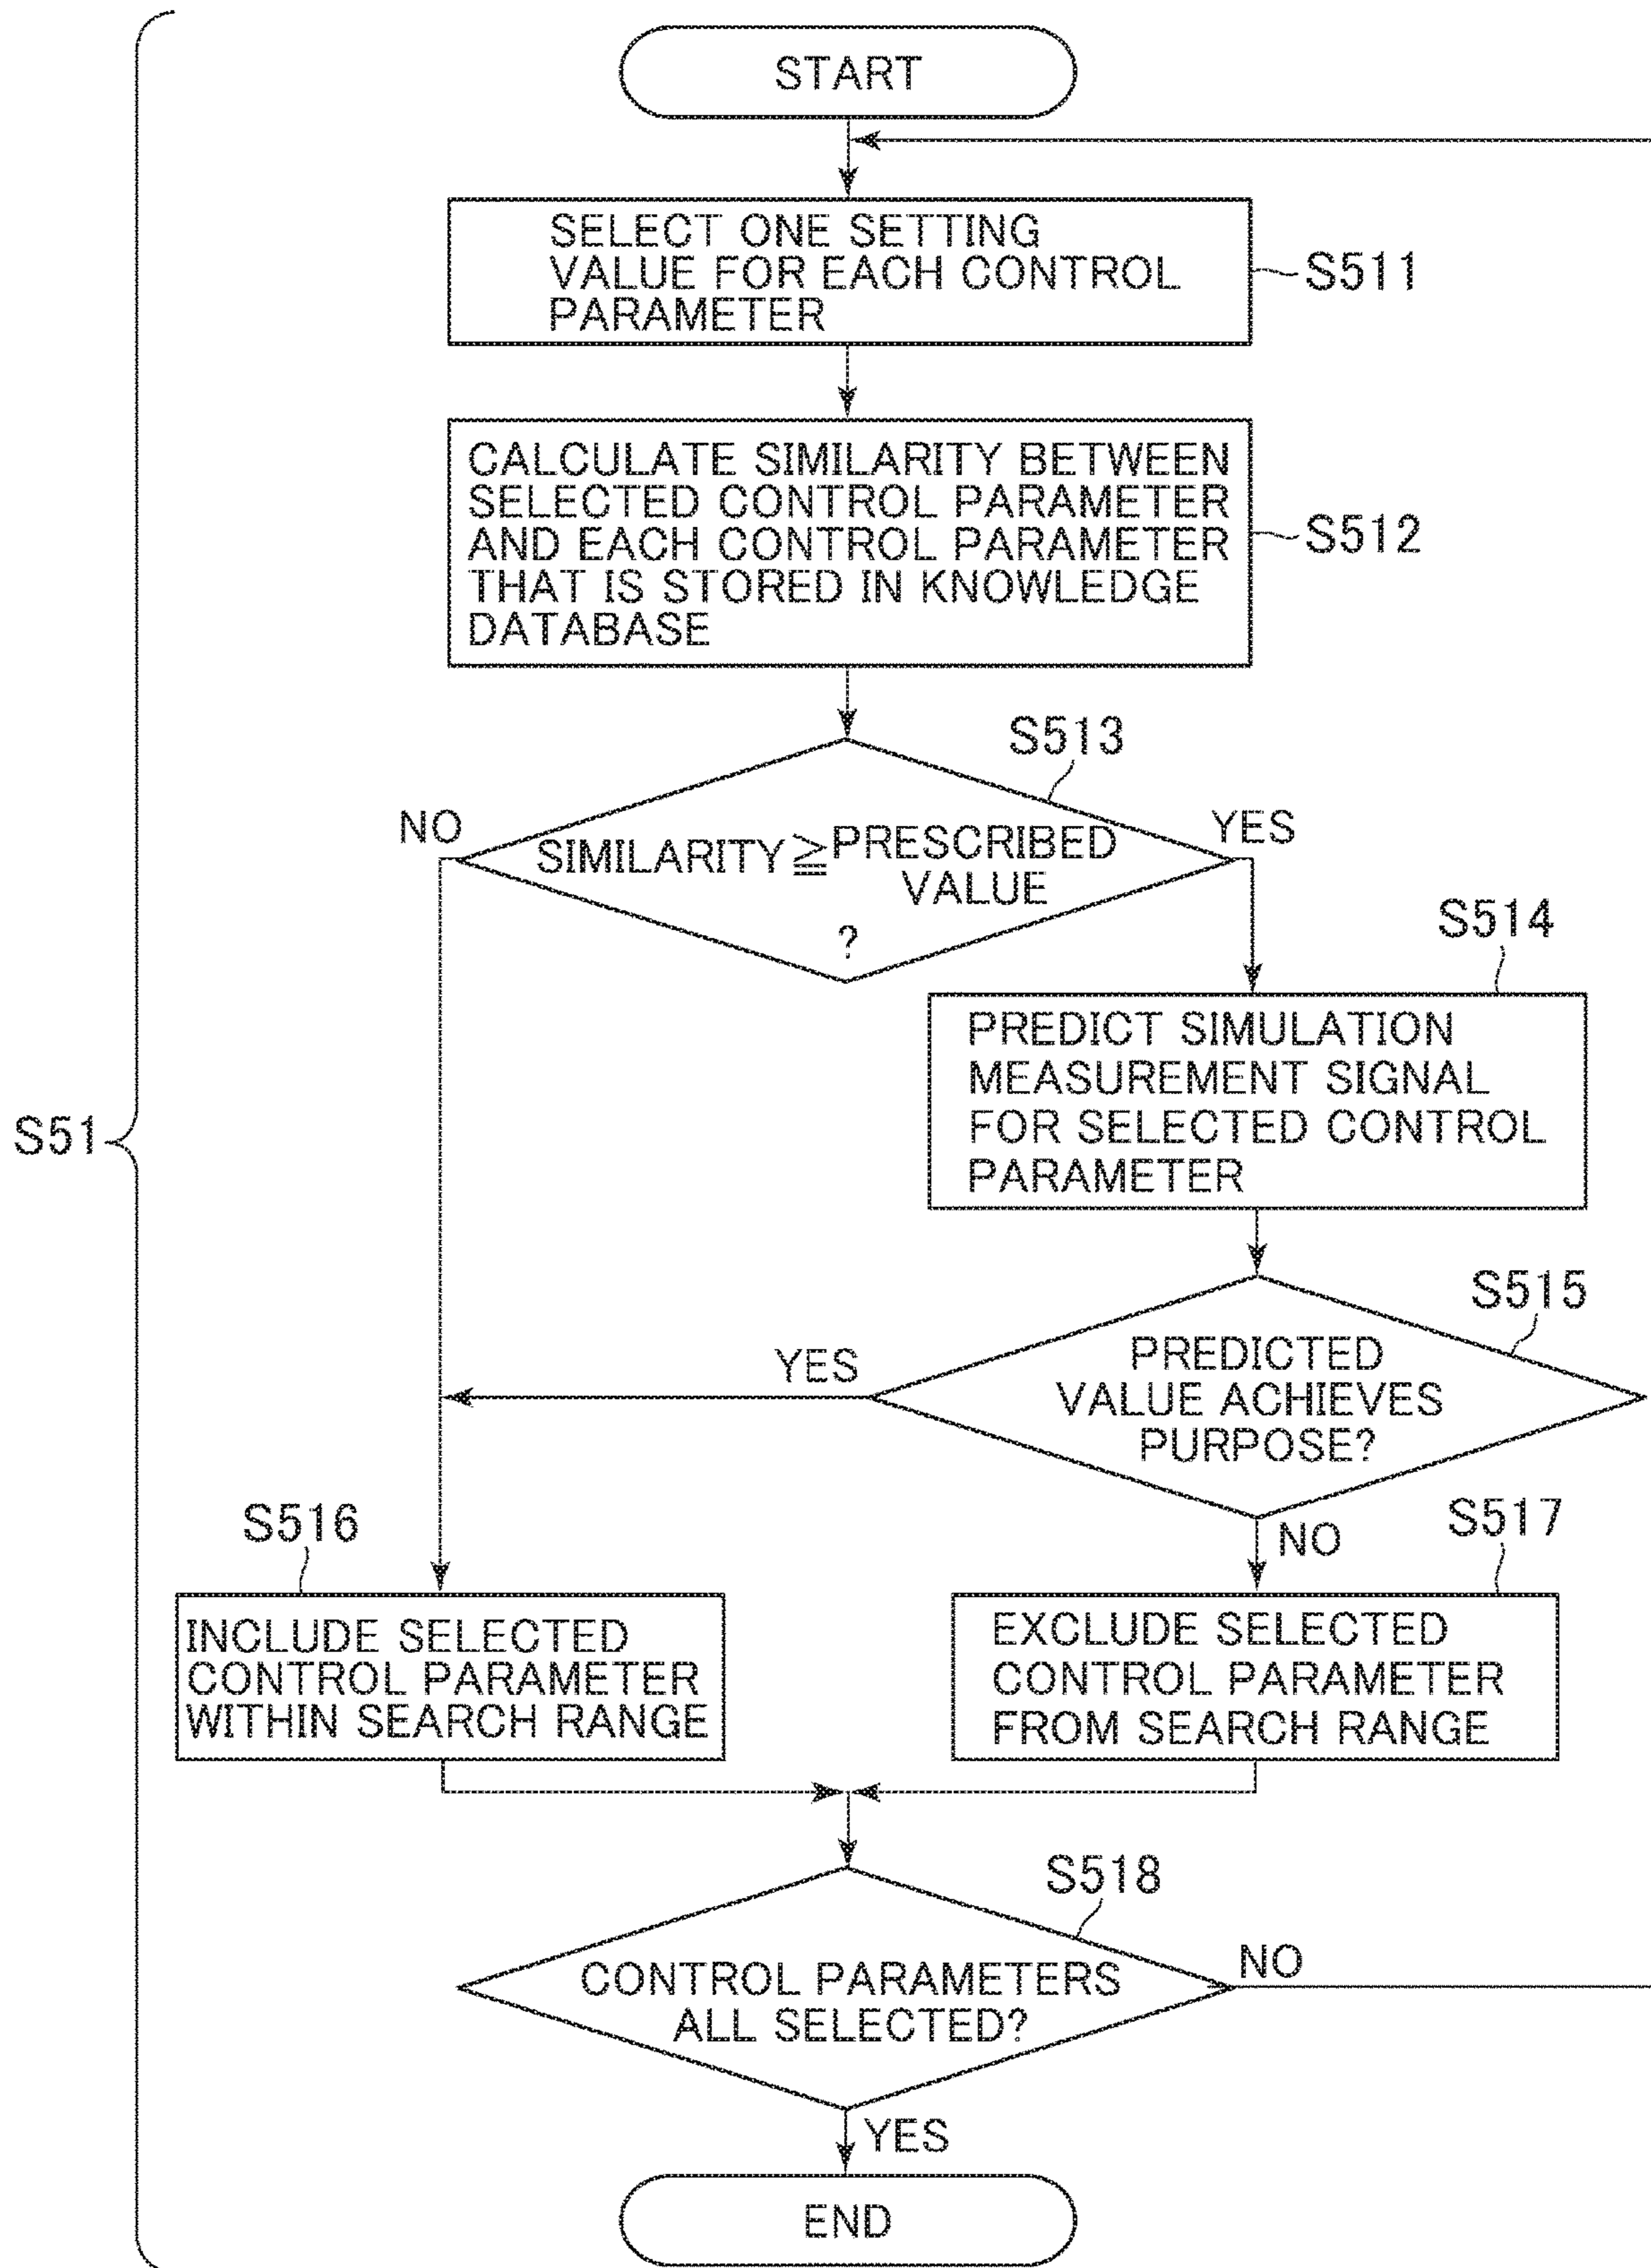 START
SELECT ONE SETTING
VALUE FOR EACH CONTROL
PARAMETER
S511
CALCULATE SIMILARITY BETWEEN
SELECTED CONTROL PARAMETER
AND EACH CONTROL PARAMETER
THAT IS STORED IN KNOWLEDGE
DATABASE
S512
S513
NO
SIMILARITY ≧ PRESCRIBED
VALUE
?
YES
S514
PREDICT SIMULATION
MEASUREMENT SIGNAL
FOR SELECTED CONTROL
PARAMETER
S51
S515
YES
PREDICTED
VALUE ACHIEVES
PURPOSE?
NO
S516
INCLUDE SELECTED
CONTROL PARAMETER
WITHIN SEARCH RANGE
S517
EXCLUDE SELECTED
CONTROL PARAMETER
FROM SEARCH RANGE
S518
CONTROL PARAMETERS
ALL SELECTED?
NO
YES
END